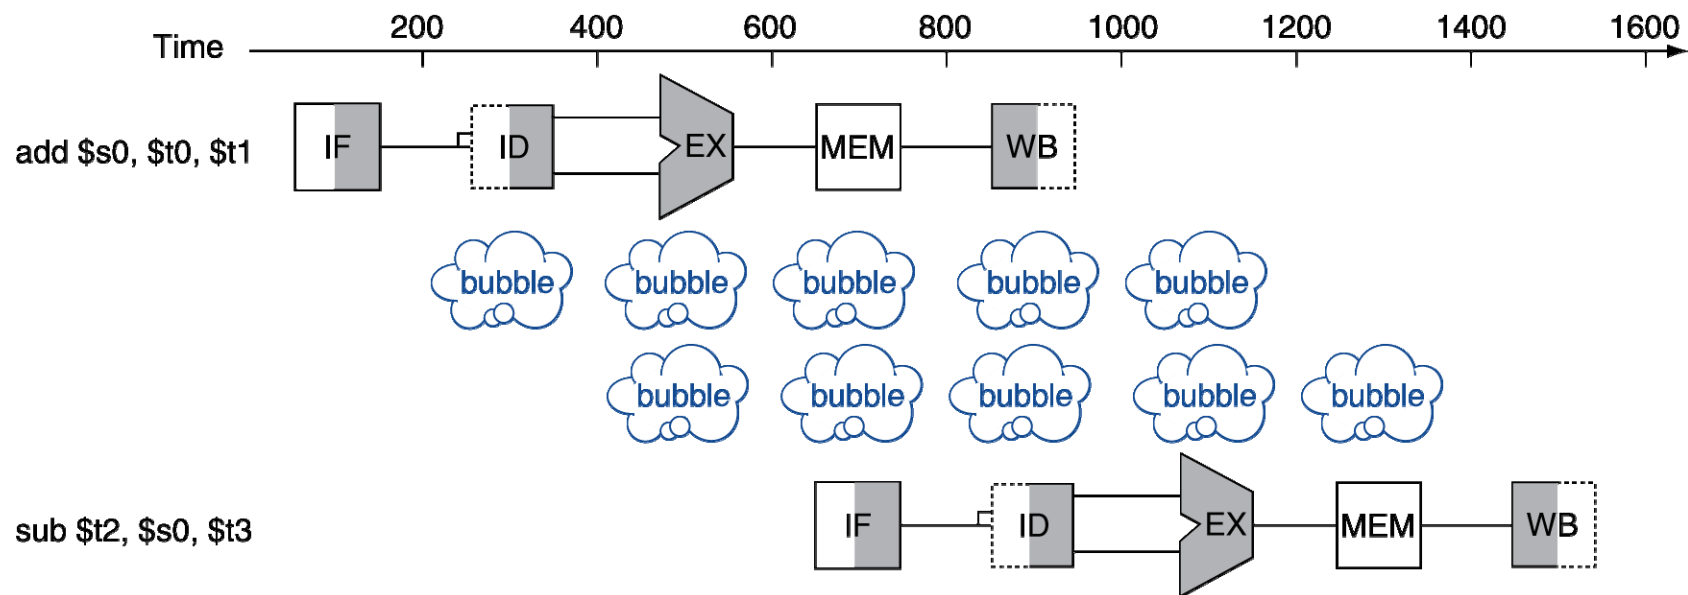 Time 200 400 600 800 1000 1200 1400 1600
add $s0, $t0, $t1 IF ID EX MEM WB
bubble bubble bubble bubble bubble
bubble bubble bubble bubble bubble
sub $t2, $s0, $t3 IF ID EX MEM WB